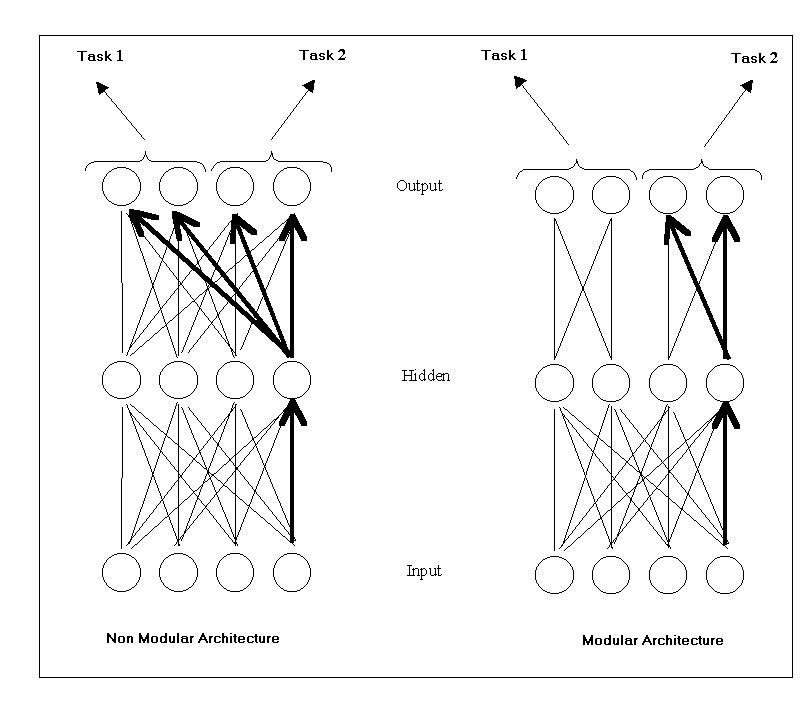 Task 1
Task 2
Task 1
Task 2
Output
Hidden
Input
Non Modular Architecture
Modular Architecture